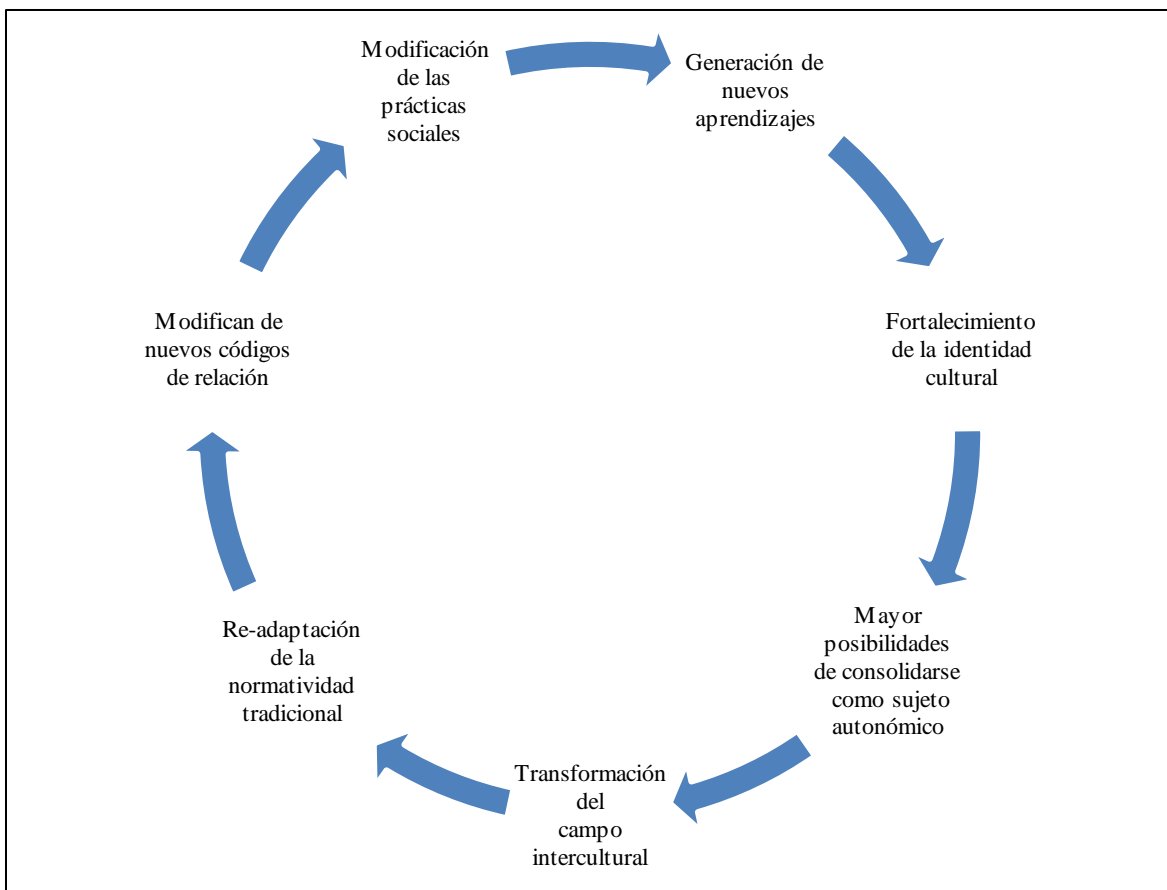 Modificación
de las
prácticas
sociales
Generación de
nuevos
aprendizajes
Fortalecimiento
de la identidad
cultural
Mayor
posibilidades
de consolidarse
como sujeto
autonómico
Transformación
del
campo
intercultural
Re-adaptación
de la
normatividad
tradicional
Modifican de
nuevos códigos
de relación